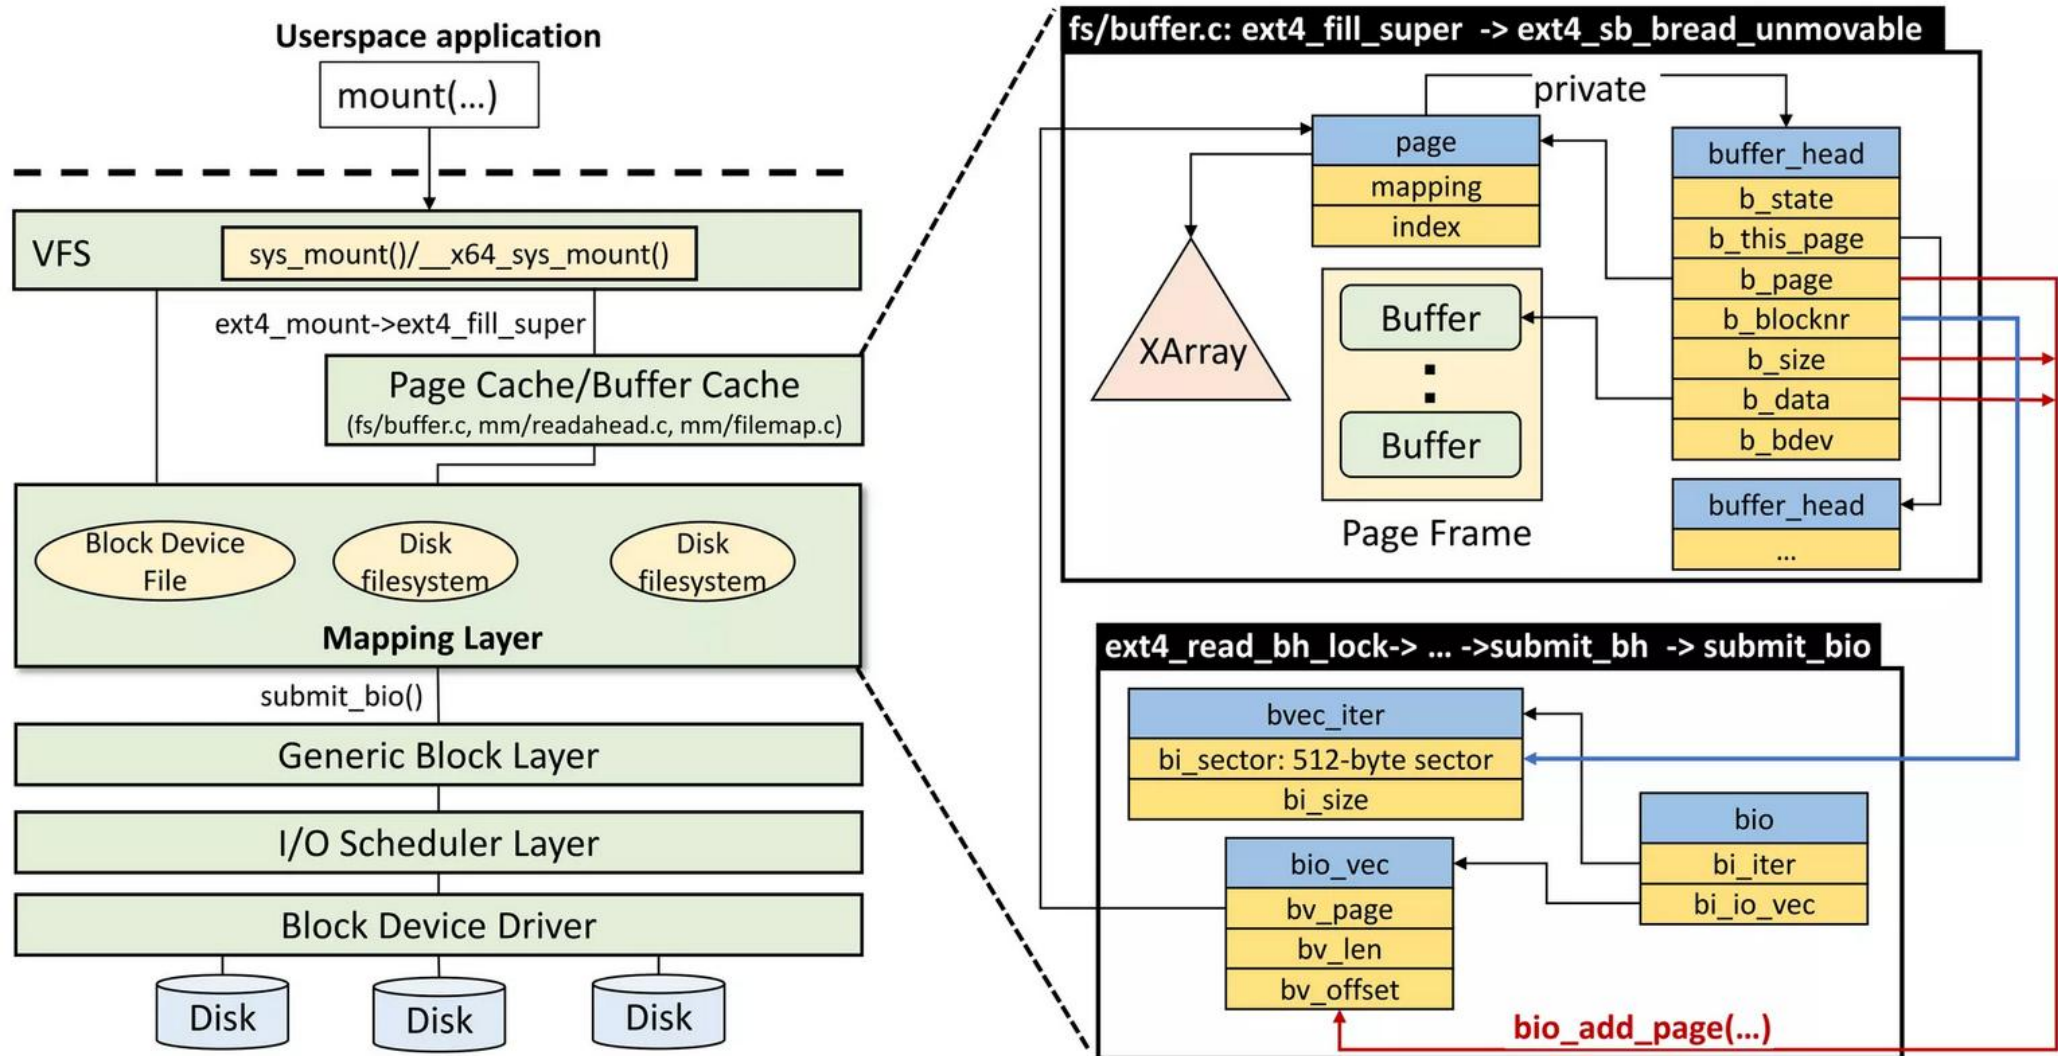 Userspace application
mount(...)
VFS
sys_mount()/__x64_sys_mount()
ext4_mount->ext4_fill_super
Page Cache/Buffer Cache
(fs/buffer.c, mm/readahead.c, mm/filemap.c)
Block Device
File
Disk
filesystem
Disk
filesystem
Mapping Layer
submit_bio()
Generic Block Layer
I/O Scheduler Layer
Block Device Driver
Disk
Disk
Disk
fs/buffer.c: ext4_fill_super -> ext4_sb_bread_unmovable
private
page
mapping
index
XArray
Buffer
Buffer
Page Frame
buffer_head
b_state
b_this_page
b_page
b_blocknr
b_size
b_data
b_bdev
buffer_head
...
ext4_read_bh_lock-> ... ->submit_bh -> submit_bio
bvec_iter
bi_sector: 512-byte sector
bi_size
bio
bi_iter
bi_io_vec
bio_vec
bv_page
bv_len
bv_offset
bio_add_page(...)